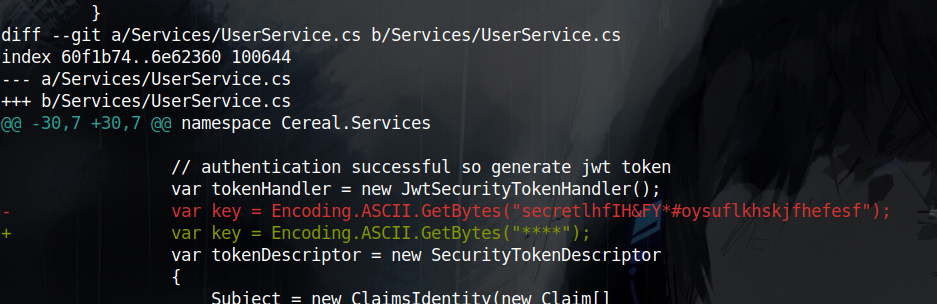 }
diff --git a/Services/UserService.cs b/Services/UserService.cs
index 60f1b74..6e62360 100644
--- a/Services/UserService.cs
+++ b/Services/UserService.cs
@@ -30,7 +30,7 @@ namespace Cereal.Services

                // authentication successful so generate jwt token
                var tokenHandler = new JwtSecurityTokenHandler();
-                var key = Encoding.ASCII.GetBytes("secretlhfIH&FY*#oysuflkhskjfhefesf");
+                var key = Encoding.ASCII.GetBytes("****");
                var tokenDescriptor = new SecurityTokenDescriptor
                {
                    Subject = new ClaimsIdentity(new Claim[]